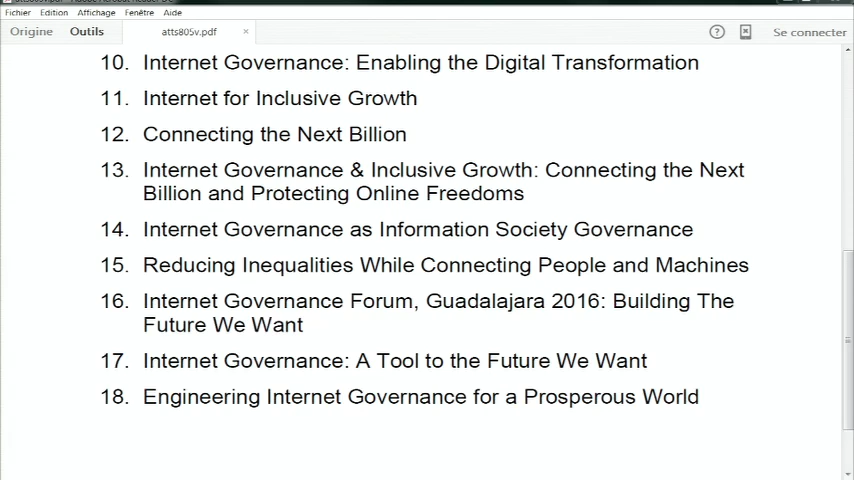 Fichier Edition Affichage Fenêtre Aide
Origine Outils atts805v.pdf × ? Se connecter
10. Internet Governance: Enabling the Digital Transformation
11. Internet for Inclusive Growth
12. Connecting the Next Billion
13. Internet Governance & Inclusive Growth: Connecting the Next
Billion and Protecting Online Freedoms
14. Internet Governance as Information Society Governance
15. Reducing Inequalities While Connecting People and Machines
16. Internet Governance Forum, Guadalajara 2016: Building The
Future We Want
17. Internet Governance: A Tool to the Future We Want
18. Engineering Internet Governance for a Prosperous World